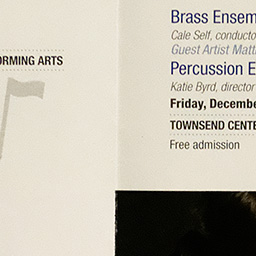 ORMING ARTS
Brass Ensem
Cale Self, conducto
Guest Artist Matt
Percussion E
Katie Byrd, director
Friday, Decembe
TOWNSEND CENTE
Free admission